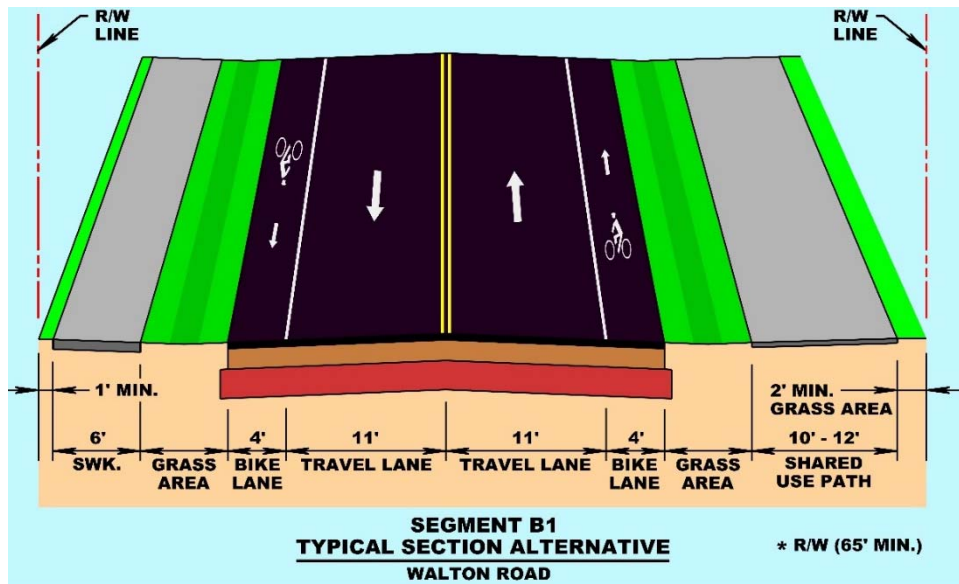 R/W
LINE
R/W
LINE
1' MIN.
2' MIN.
GRASS AREA
6'
SWK.
GRASS
AREA
4'
BIKE
LANE
11'
TRAVEL LANE
11'
TRAVEL LANE
4'
BIKE
LANE
GRASS
AREA
10' - 12'
SHARED
USE PATH
SEGMENT B1
TYPICAL SECTION ALTERNATIVE
WALTON ROAD
* R/W (65' MIN.)